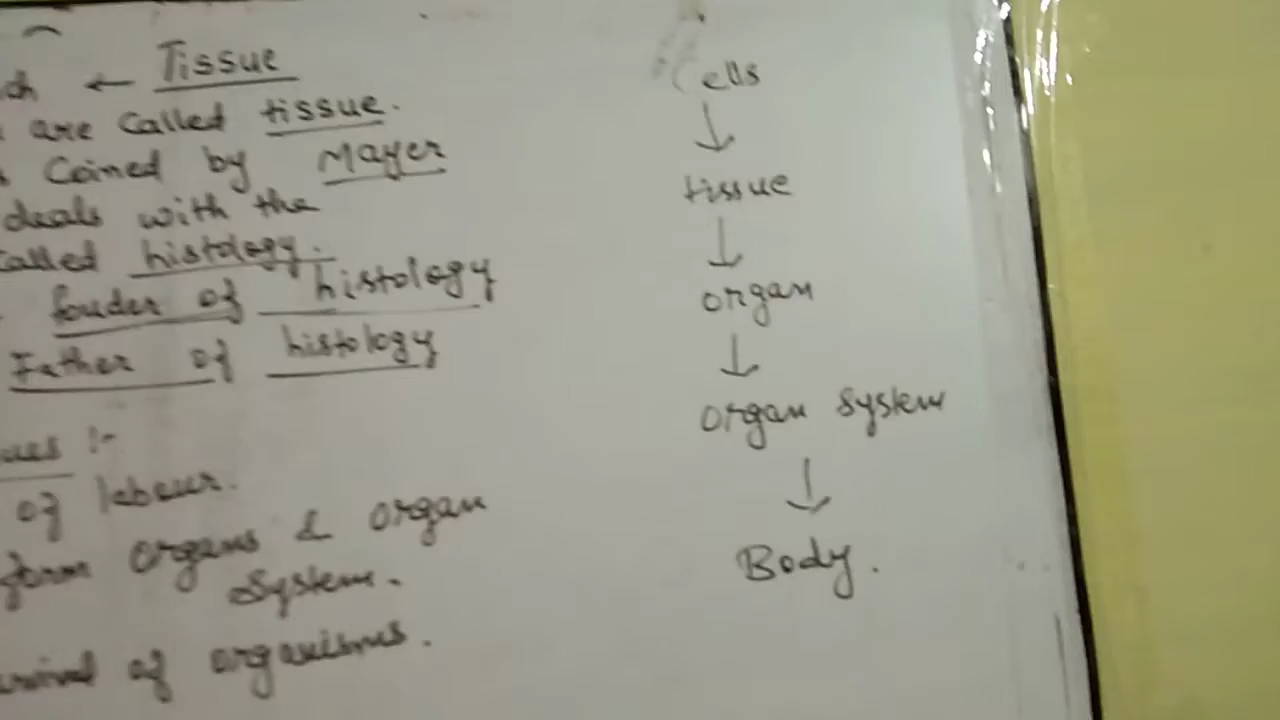 Tissue
are called tissue.
Coined by Mayer
deals with the
called histology.
fouder of histology
Father of histology
of labour.
form organs & organ
System.
of organisms.
Cells
tissue
organ
organ system
Body.